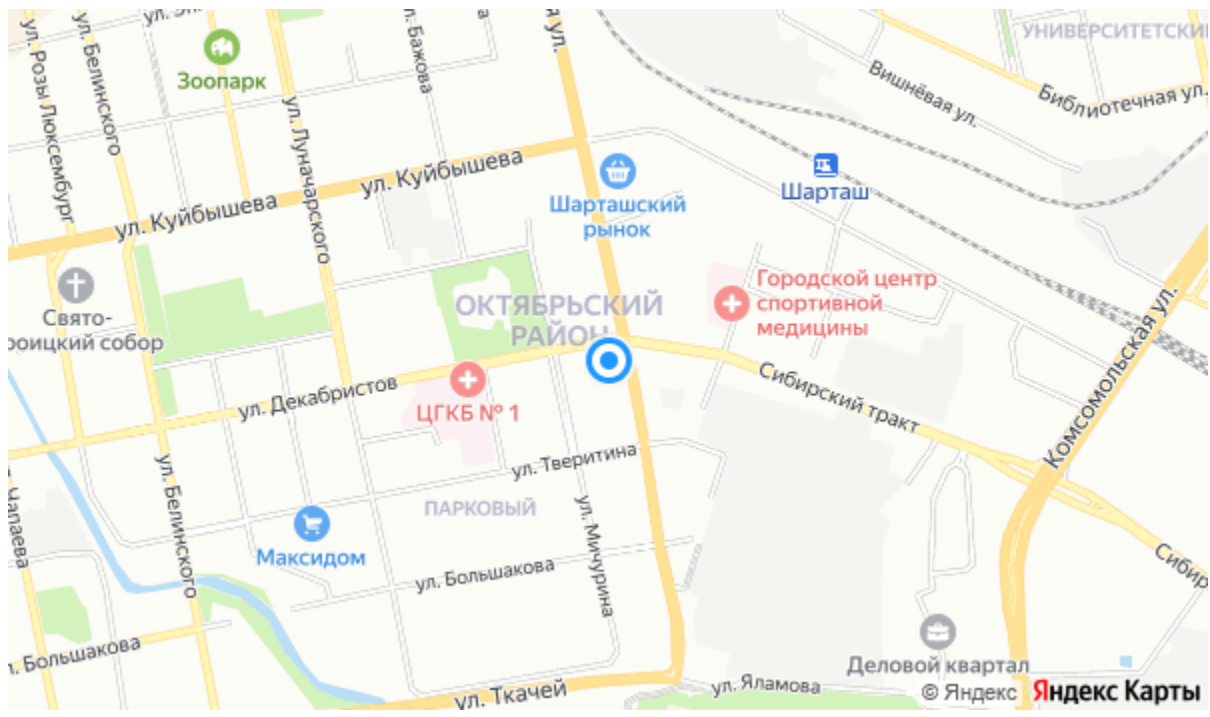 ул. Бажова
я ул.
УНИВЕРСИТЕТСКИ
Зоопарк
ул. Розы Люксембург
ул. Белинского
ул. Луначарского
Вишнёвая ул.
Библиотечная ул.
ул. Куйбышева
ул. Куйбышева
Шарташ
Шарташский
рынок
Свято-
роицкий собор
ОКТЯБРЬСКИЙ
РАЙОН
Городской центр
спортивной
медицины
Комсомольская ул.
ул. Декабристов
ЦГКБ № 1
Сибирский тракт
ул. Тверитина
Чапаева
ул. Белинского
ПАРКОВЫЙ
ул. Мичурина
Максидом
ул. Большакова
Сибир
л. Большакова
Деловой квартал
ул. Ткачей
ул. Яламова
© Яндекс
Яндекс Карты